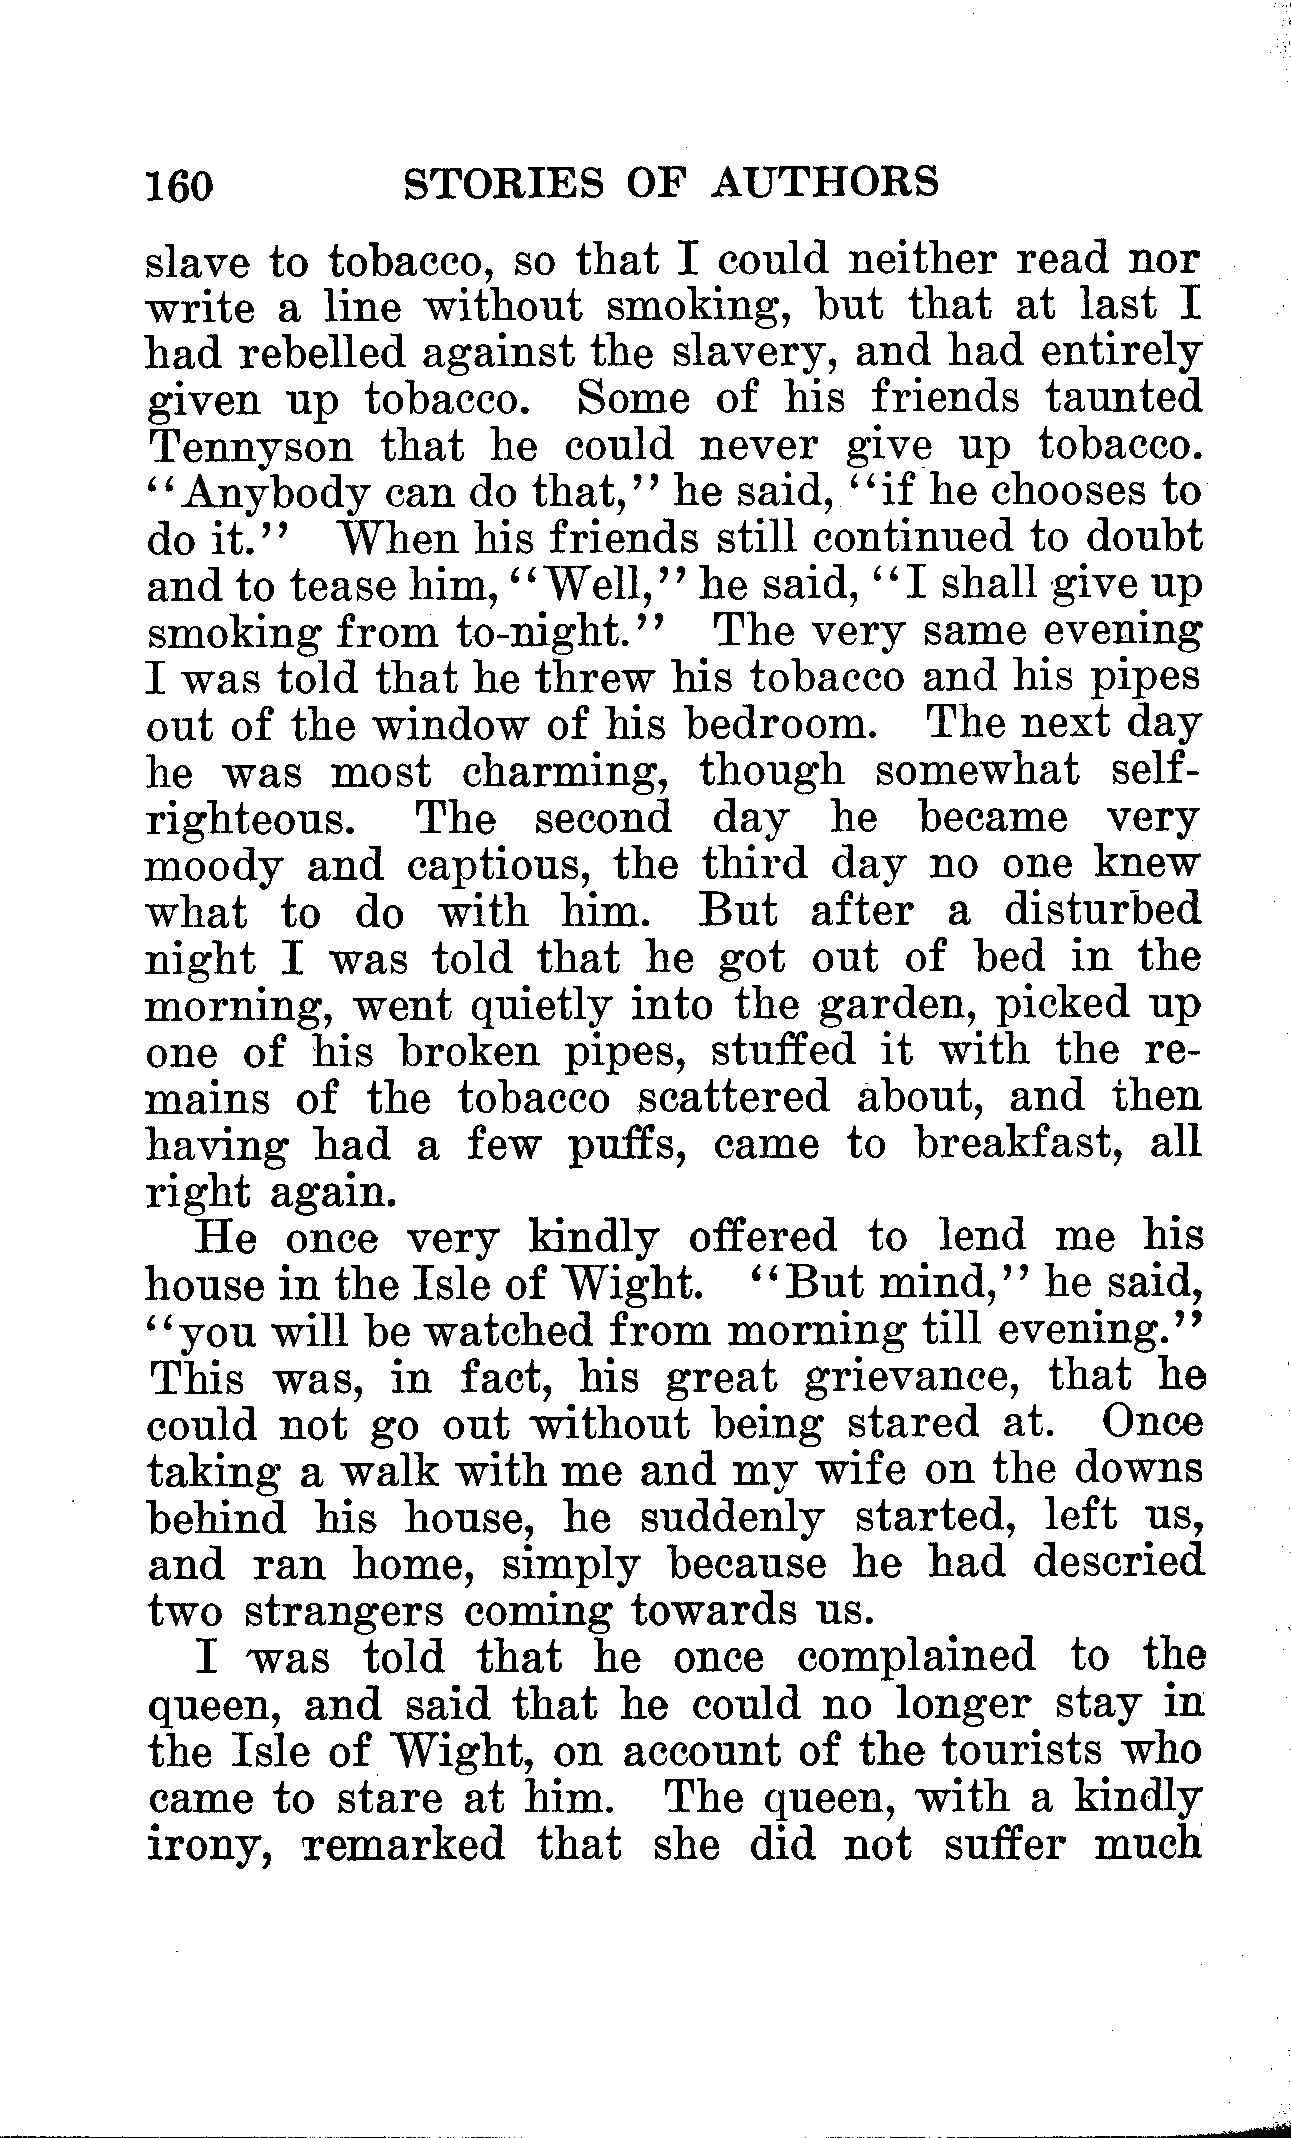 160 STORIES OF AUTHORS
slave to tobacco, so that I could neither read nor
write a line without smoking, but that at last I
had rebelled against the slavery, and had entirely
given up tobacco. Some of his friends taunted
Tennyson that he could never give up tobacco.
"Anybody can do that," he said, "if he chooses to
do it." When his friends still continued to doubt
and to tease him, "Well," he said, "I shall give up
smoking from to-night." The very same evening
I was told that he threw his tobacco and his pipes
out of the window of his bedroom. The next day
he was most charming, though somewhat self-
righteous. The second day he became very
moody and captious, the third day no one knew
what to do with him. But after a disturbed
night I was told that he got out of bed in the
morning, went quietly into the garden, picked up
one of his broken pipes, stuffed it with the re-
mains of the tobacco scattered about, and then
having had a few puffs, came to breakfast, all
right again.
He once very kindly offered to lend me his
house in the Isle of Wight. "But mind," he said,
"you will be watched from morning till evening."
This was, in fact, his great grievance, that he
could not go out without being stared at. Once
taking a walk with me and my wife on the downs
behind his house, he suddenly started, left us,
and ran home, simply because he had descried
two strangers coming towards us.
I was told that he once complained to the
queen, and said that he could no longer stay in
the Isle of Wight, on account of the tourists who
came to stare at him. The queen, with a kindly
irony, remarked that she did not suffer much